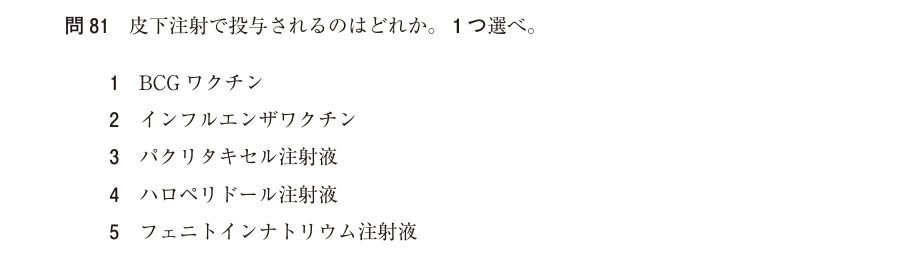 問 81　皮下注射で投与されるのはどれか。1つ選べ。
1　BCG ワクチン
2　インフルエンザワクチン
3　パクリタキセル注射液
4　ハロペリドール注射液
5　フェニトインナトリウム注射液